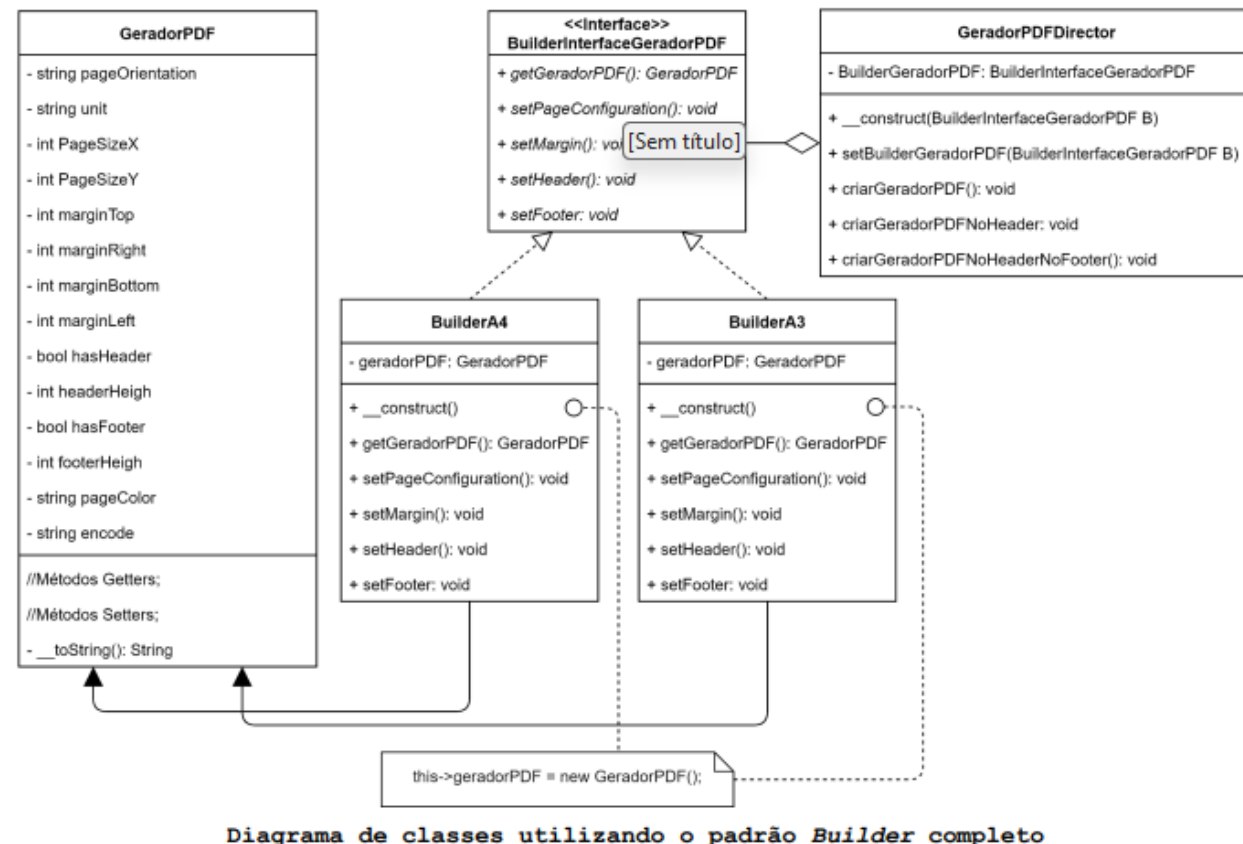 GeradorPDF
- string pageOrientation
- string unit
- int PageSizeX
- int PageSizeY
- int marginTop
- int marginRight
- int marginBottom
- int marginLeft
- bool hasHeader
- int headerHeigh
- bool hasFooter
- int footerHeigh
- string pageColor
- string encode
//Métodos Getters;
//Métodos Setters;
- __toString(): String
<<Interface>>
BuilderInterfaceGeradorPDF
+ getGeradorPDF(): GeradorPDF
+ setPageConfiguration(): void
+ setMargin():
[Sem título]
+ setHeader(): void
+ setFooter: void
GeradorPDFDirector
- BuilderGeradorPDF: BuilderInterfaceGeradorPDF
+ __construct(BuilderInterfaceGeradorPDF B)
+ setBuilderGeradorPDF(BuilderInterfaceGeradorPDF B)
+ criarGeradorPDF(): void
+ criarGeradorPDFNoHeader: void
+ criarGeradorPDFNoHeaderNoFooter(): void
BuilderA4
- geradorPDF: GeradorPDF
+ __construct()
+ getGeradorPDF(): GeradorPDF
+ setPageConfiguration(): void
+ setMargin(): void
+ setHeader(): void
+ setFooter: void
BuilderA3
- geradorPDF: GeradorPDF
+ __construct()
+ getGeradorPDF(): GeradorPDF
+ setPageConfiguration(): void
+ setMargin(): void
+ setHeader(): void
+ setFooter: void
this->geradorPDF = new GeradorPDF();
Diagrama de classes utilizando o padrão Builder completo